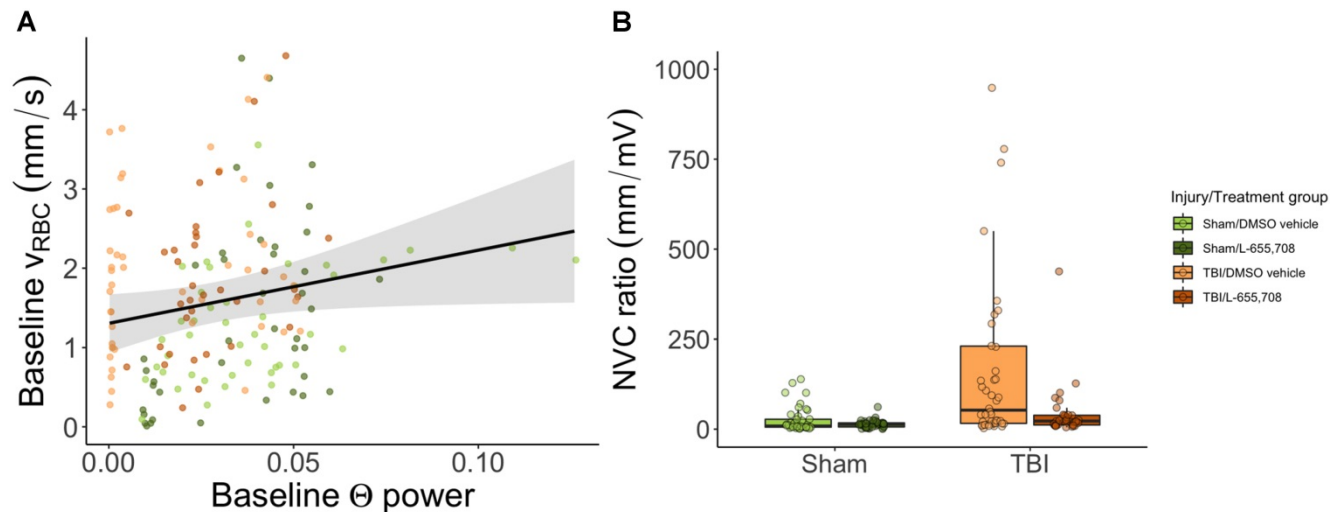 A
Baseline vRBC (mm/s)
4
3
2
1
0
0.00 0.05 0.10
Baseline Θ power
B
NVC ratio (mm/mV)
1000
750
500
250
0
Sham TBI
Injury/Treatment group
Sham/DMSO vehicle
Sham/L-655,708
TBI/DMSO vehicle
TBI/L-655,708